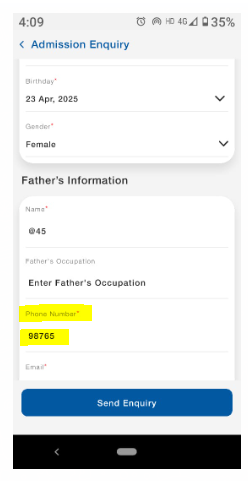 4:09 HD 4G 35%
< Admission Enquiry
Birthday*
23 Apr, 2025
Gender*
Female
Father's Information
Name*
@45
Father's Occupation
Enter Father's Occupation
Phone Number*
98765
Email*
Send Enquiry